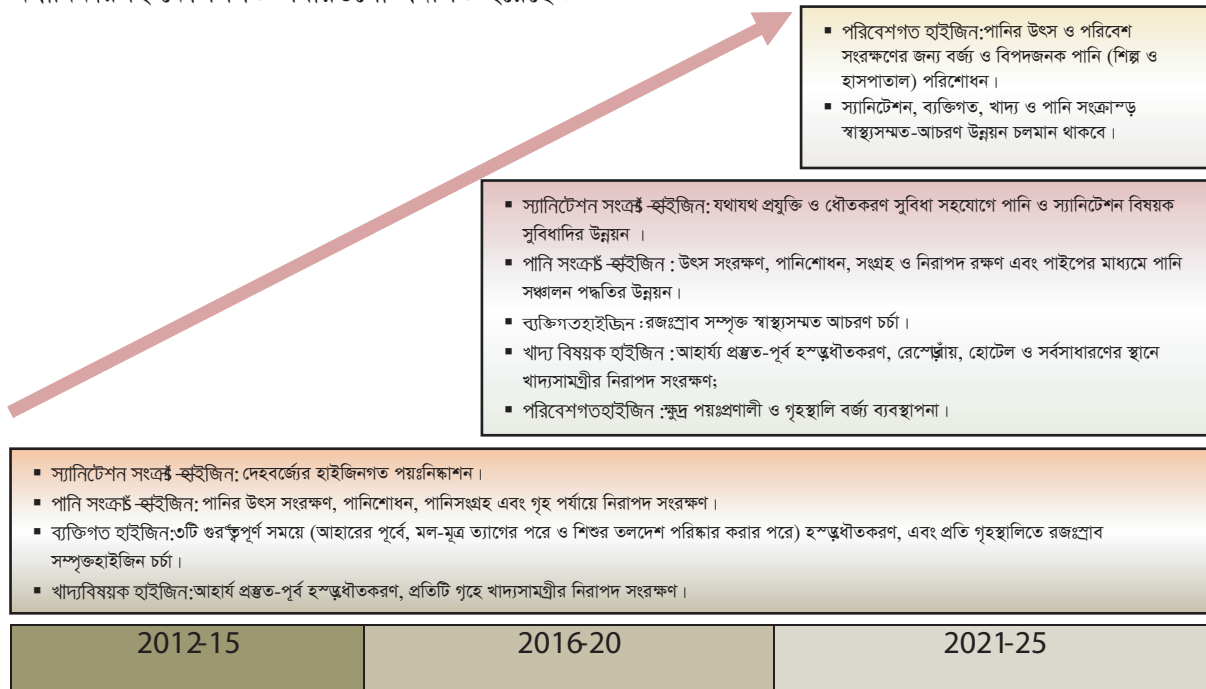 ▪ পরিবেশগত হাইজিন:পানির উৎস ও পরিবেশ
সংরক্ষণের জন্য বর্জ্য ও বিপদজনক পানি (শিল্প ও
হাসপাতাল) পরিশোধন।
▪ স্যানিটেশন, ব্যক্তিগত, খাদ্য ও পানি সংক্রান্ড়
স্বাস্থ্যসম্মত-আচরণ উন্নয়ন চলমান থাকবে।
▪ স্যানিটেশন হাইজিন: যথাযথ প্রযুক্তি ও ধৌতকরণ সুবিধা সহযোগে পানি ও স্যানিটেশন বিষয়ক
সুবিধাদির উন্নয়ন ।
▪ পানি হাইজিন : উৎস সংরক্ষণ, পানিশোধন, সংগ্রহ ও নিরাপদ রক্ষণ এবং পাইপের মাধ্যমে পানি
সঞ্চালন পদ্ধতির উন্নয়ন।
▪ ব্যক্তিগতহাইজিন :রজঃস্রাব সম্পৃক্ত স্বাস্থ্যসম্মত আচরণ চর্চা।
▪ খাদ্য বিষয়ক হাইজিন :আহার্য্য প্রস্তুত-পূর্ব হস্ড়ধৌতকরণ, হোটেল ও সর্বসাধারণের স্থানে
খাদ্যসামগ্রীর নিরাপদ সংরক্ষণ;
▪ পরিবেশগতহাইজিন :ক্ষুদ্র পয়ঃপ্রণালী ও গৃহস্থালি বর্জ্য ব্যবস্থাপনা।
▪ স্যানিটেশন হাইজিন: দেহবর্জ্যের হাইজিনগত পয়ঃনিষ্কাশন।
▪ পানি হাইজিন: পানির উৎস সংরক্ষণ, পানিশোধন, পানিসংগ্রহ এবং গৃহ পর্যায়ে নিরাপদ সংরক্ষণ।
▪ ব্যক্তিগত হাইজিন:৩টি গুরত্বপূর্ণ সময়ে (আহারের পূর্বে, মল-মূত্র ত্যাগের পরে ও শিশুর তলদেশ পরিষ্কার করার পরে) হস্ড়ধৌতকরণ, এবং প্রতি গৃহস্থালিতে রজঃস্রাব
সম্পৃক্তহাইজিন চর্চা।
▪ খাদ্যবিষয়ক হাইজিন:আহার্য প্রস্তুত-পূর্ব হস্ড়ধৌতকরণ, প্রতিটি গৃহে খাদ্যসামগ্রীর নিরাপদ সংরক্ষণ।
2012-15 2016-20 2021-25